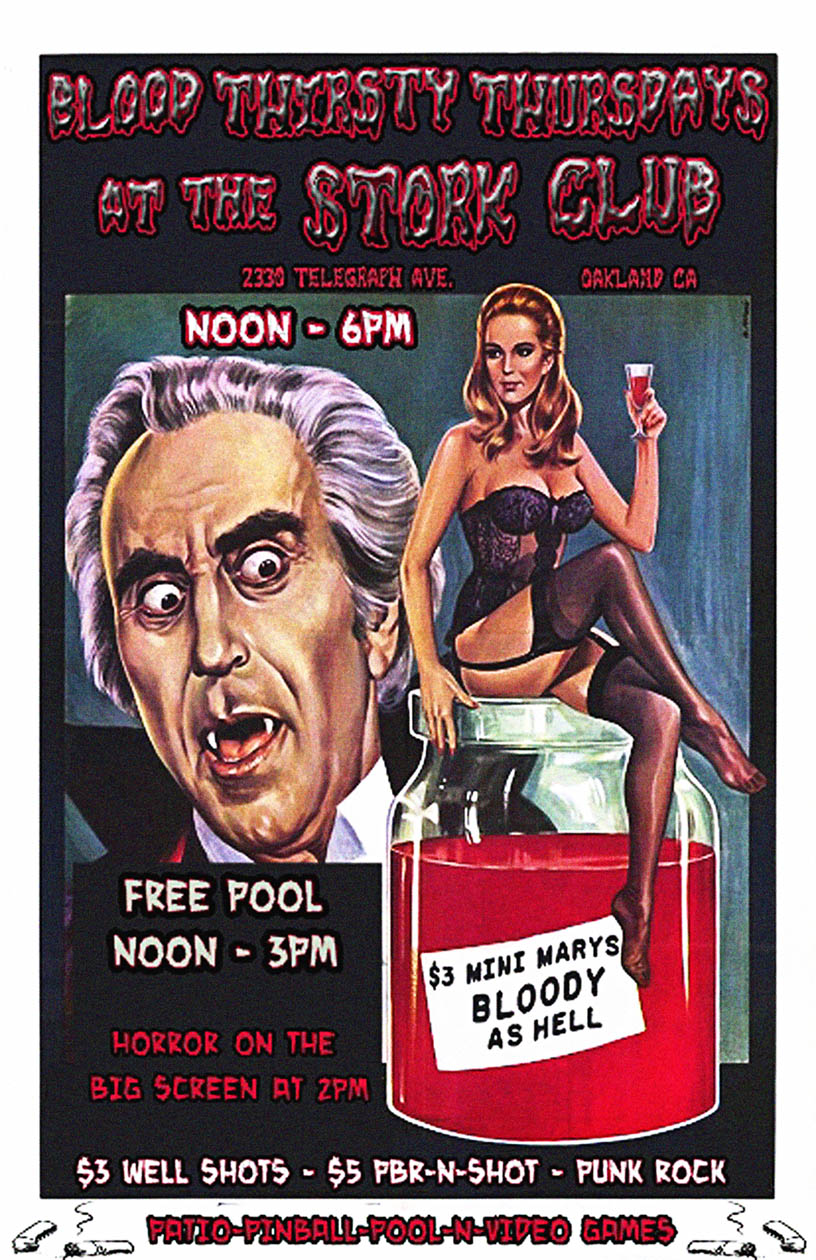 BLOOD THIRSTY THURSDAYS
AT THE STORK CLUB
2330 TELEGRAPH AVE. OAKLAND CA
NOON - 6PM
FREE POOL
NOON - 3PM
HORROR ON THE
BIG SCREEN AT 2PM
$3 MINI MARYS
BLOODY
AS HELL
$3 WELL SHOTS - $5 PBR-N-SHOT - PUNK ROCK
PATIO-PINBALL-POOL-N-VIDEO GAMES